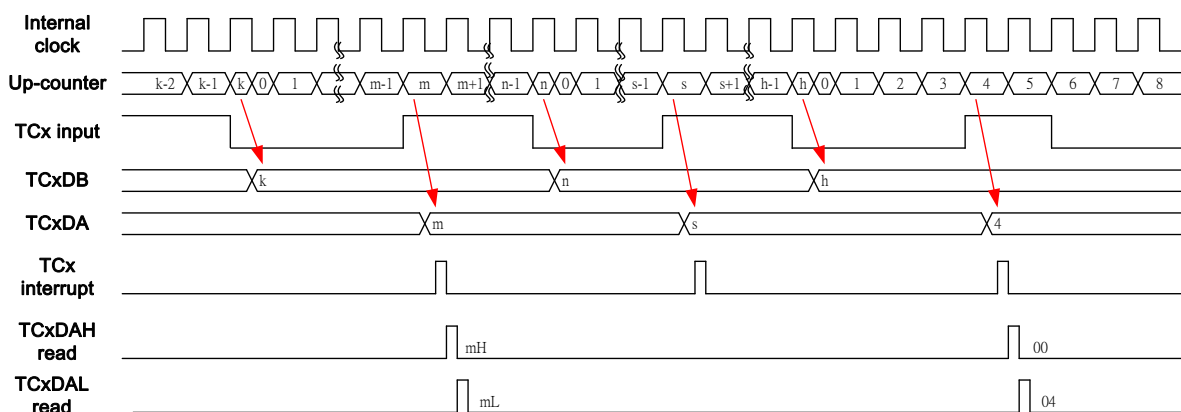 Internal
clock
Up-counter k-2 k-1 k 0 1 m-1 m m+1 n-1 n 0 1 s-1 s s+1 h-1 h 0 1 2 3 4 5 6 7 8
TCx input
TCxDB k n h
TCxDA m s 4
TCx
interrupt
TCxDAH
read mH 00
TCxDAL
read mL 04